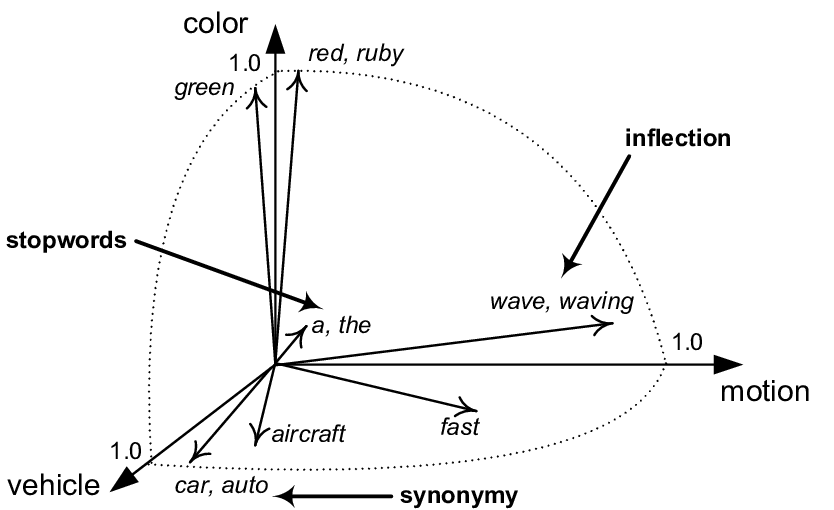 color
1.0
red, ruby
green
inflection
stopwords
wave, waving
a, the
1.0
motion
fast
aircraft
1.0
vehicle
car, auto
synonymy